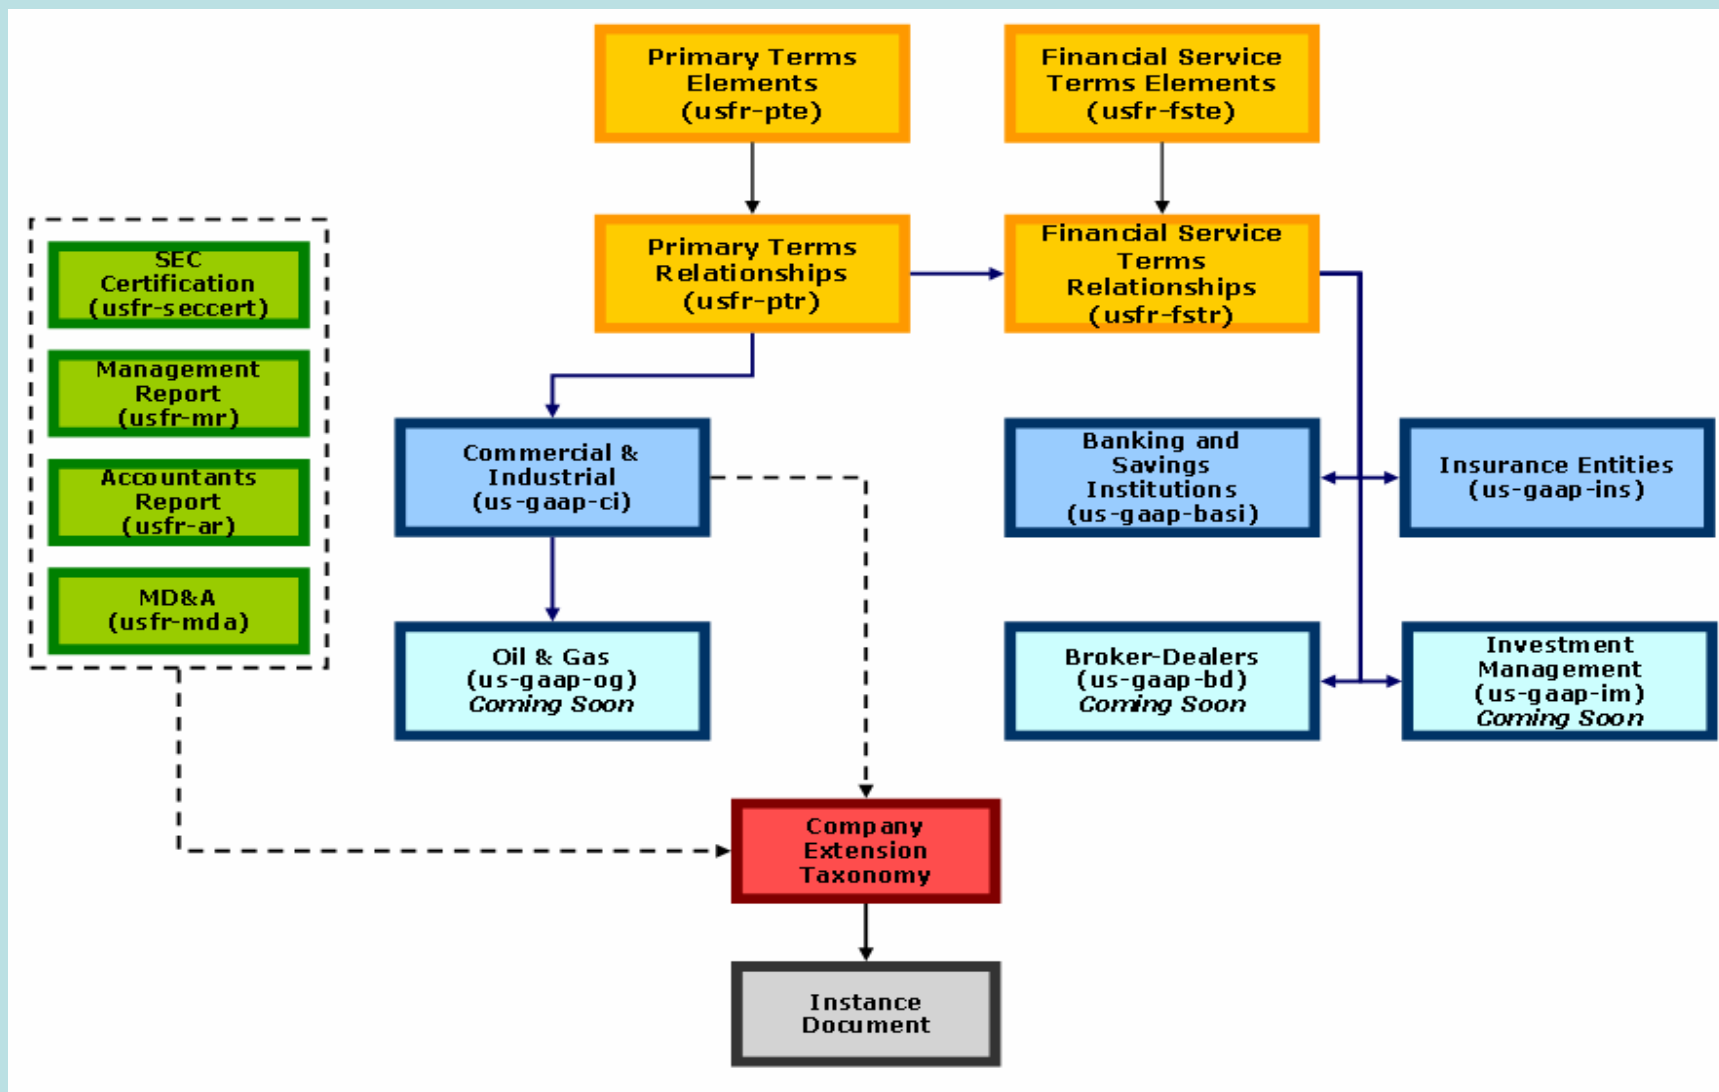 Primary Terms
Elements
(usfr-pte)
Financial Service
Terms Elements
(usfr-fste)
SEC
Certification
(usfr-seccert)
Management
Report
(usfr-mr)
Accountants
Report
(usfr-ar)
MD&A
(usfr-mda)
Primary Terms
Relationships
(usfr-ptr)
Financial Service
Terms
Relationships
(usfr-fstr)
Commercial &
Industrial
(us-gaap-ci)
Banking and
Savings
Institutions
(us-gaap-basi)
Insurance Entities
(us-gaap-ins)
Oil & Gas
(us-gaap-og)
Coming Soon
Broker-Dealers
(us-gaap-bd)
Coming Soon
Investment
Management
(us-gaap-im)
Coming Soon
Company
Extension
Taxonomy
Instance
Document